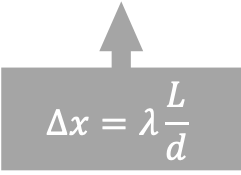 Δx = λ L/d